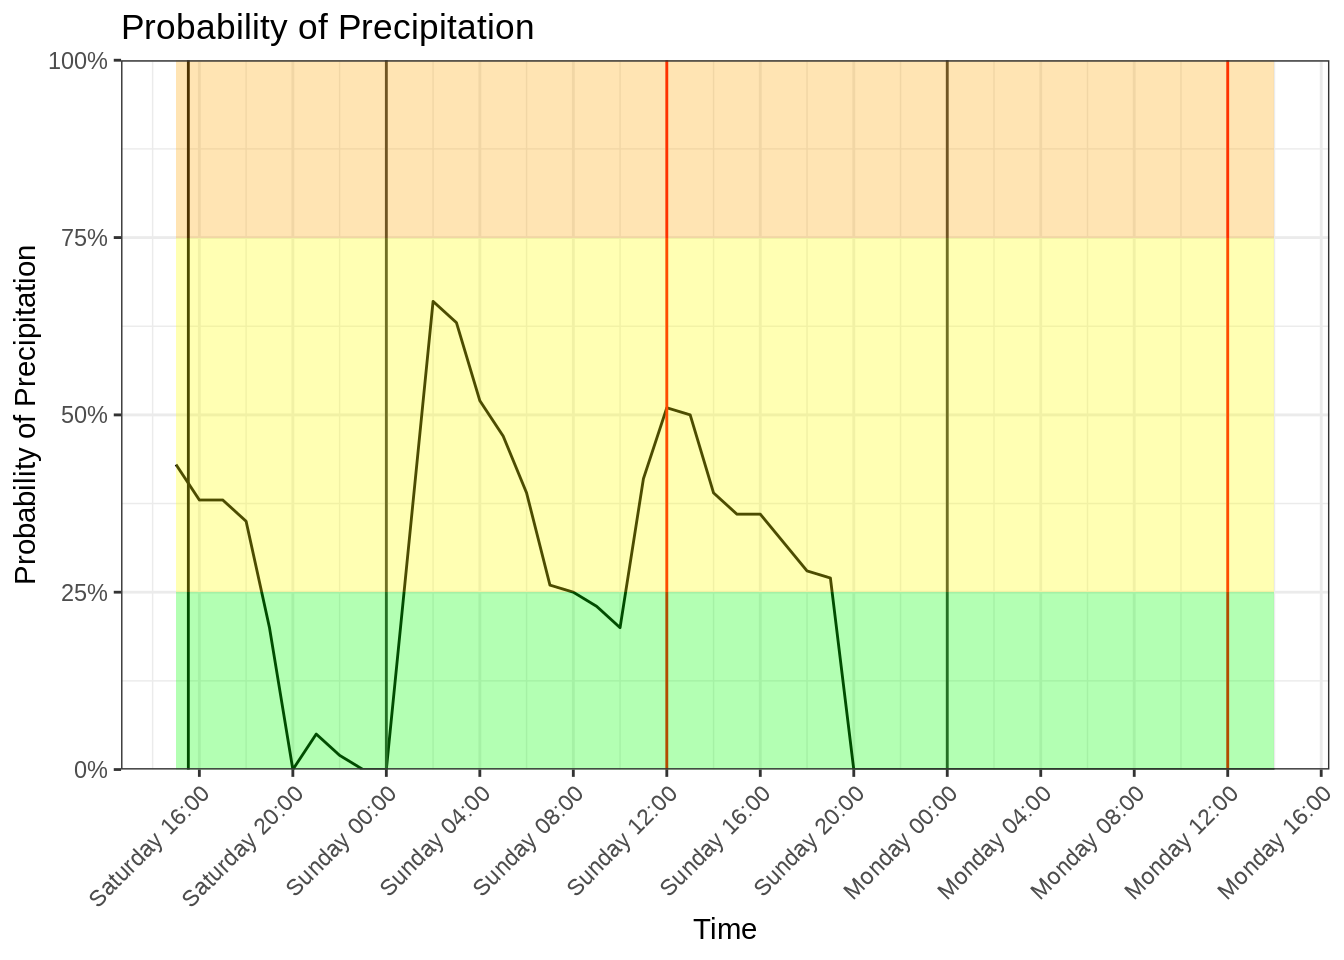 Probability of Precipitation
Probability of Precipitation
100%
75%
50%
25%
0%
Saturday 16:00
Saturday 20:00
Sunday 00:00
Sunday 04:00
Sunday 08:00
Sunday 12:00
Sunday 16:00
Sunday 20:00
Monday 00:00
Monday 04:00
Monday 08:00
Monday 12:00
Monday 16:00
Time